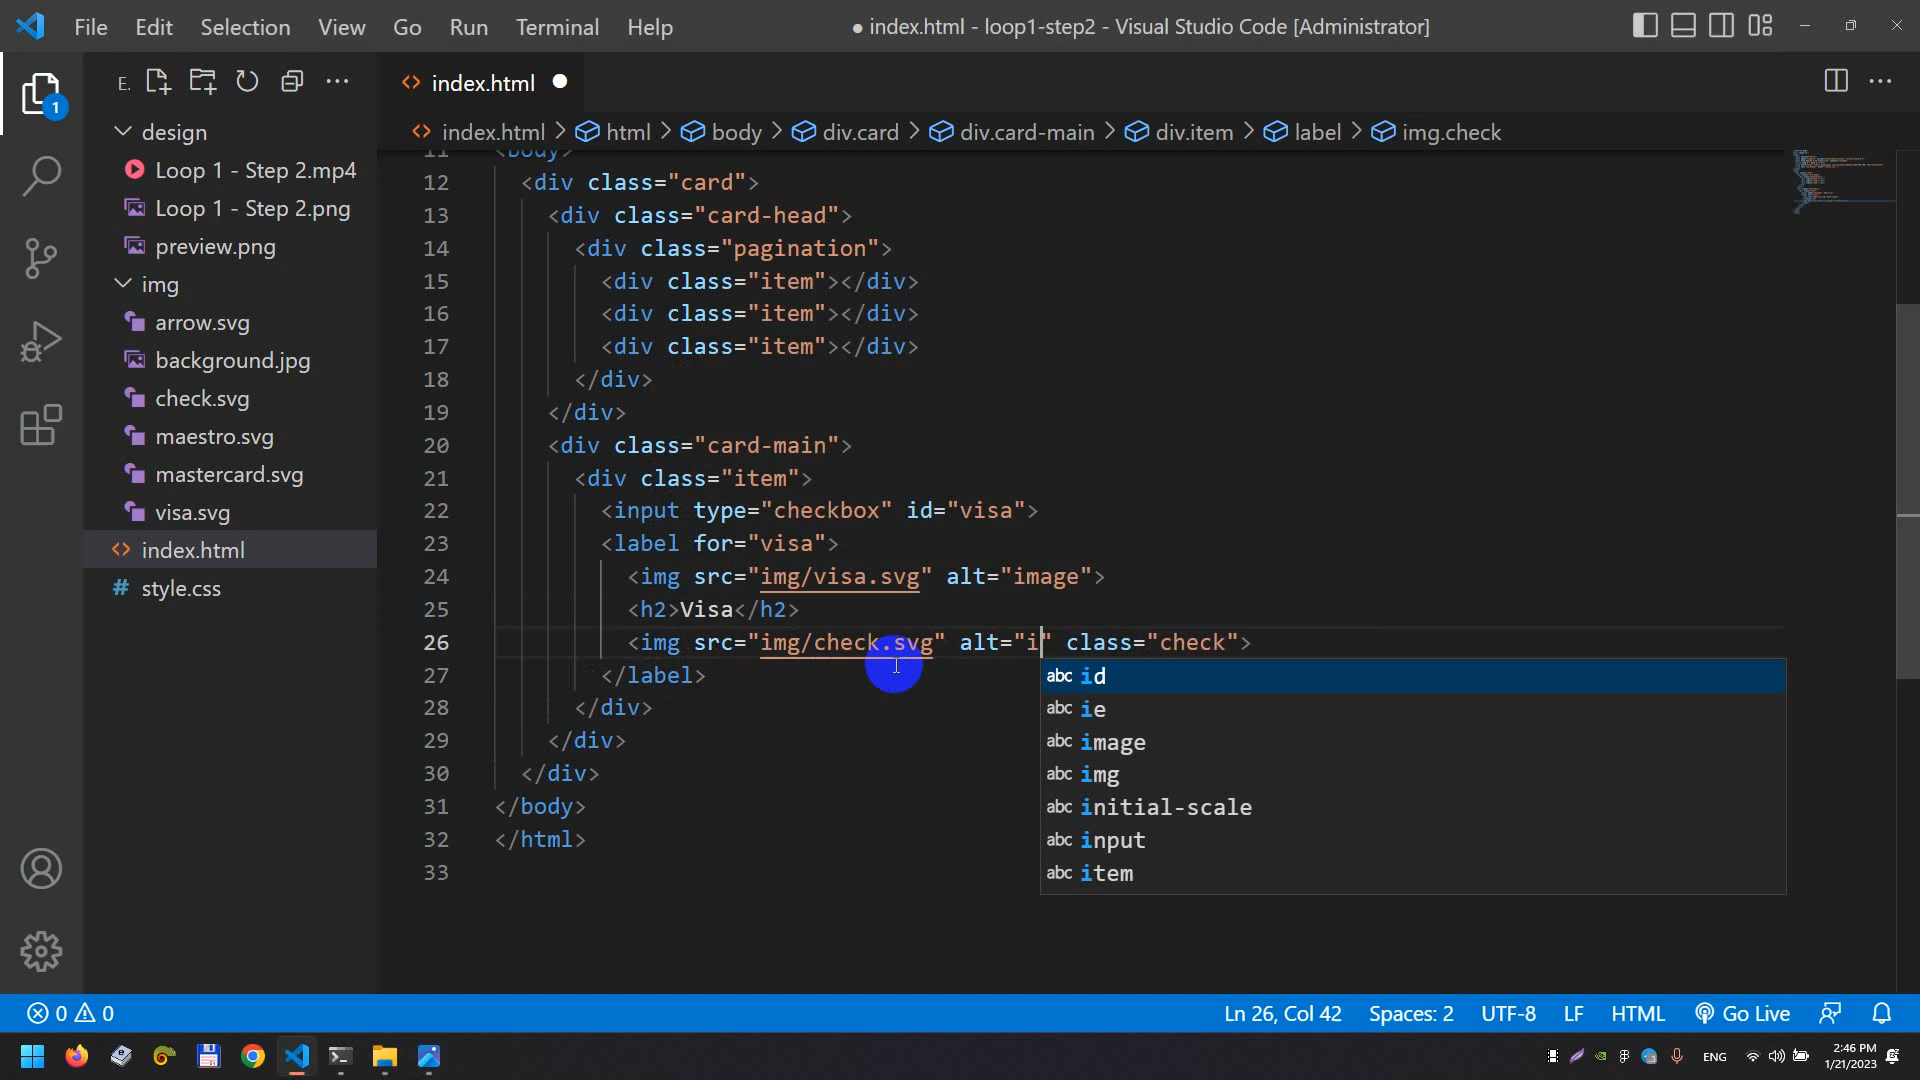 File Edit Selection View Go Run Terminal Help
● index.html - loop1-step2 - Visual Studio Code [Administrator]
1
E.
index.html
index.html > html > body > div.card > div.card-main > div.item > label > img.check
design
Loop 1 - Step 2.mp4
Loop 1 - Step 2.png
preview.png
img
arrow.svg
background.jpg
check.svg
maestro.svg
mastercard.svg
visa.svg
index.html
# style.css
11 <body>
12 <div class="card">
13 <div class="card-head">
14 <div class="pagination">
15 <div class="item"></div>
16 <div class="item"></div>
17 <div class="item"></div>
18 </div>
19 </div>
20 <div class="card-main">
21 <div class="item">
22 <input type="checkbox" id="visa">
23 <label for="visa">
24 <img src="img/visa.svg" alt="image">
25 <h2>Visa</h2>
26 <img src="img/check.svg" alt="i" class="check">
27 </label>
28 </div>
29 </div>
30 </div>
31 </body>
32 </html>
33
abc id
abc ie
abc image
abc img
abc initial-scale
abc input
abc item
0 0
Ln 26, Col 42 Spaces: 2 UTF-8 LF HTML Go Live
ENG
2:46 PM
1/21/2023